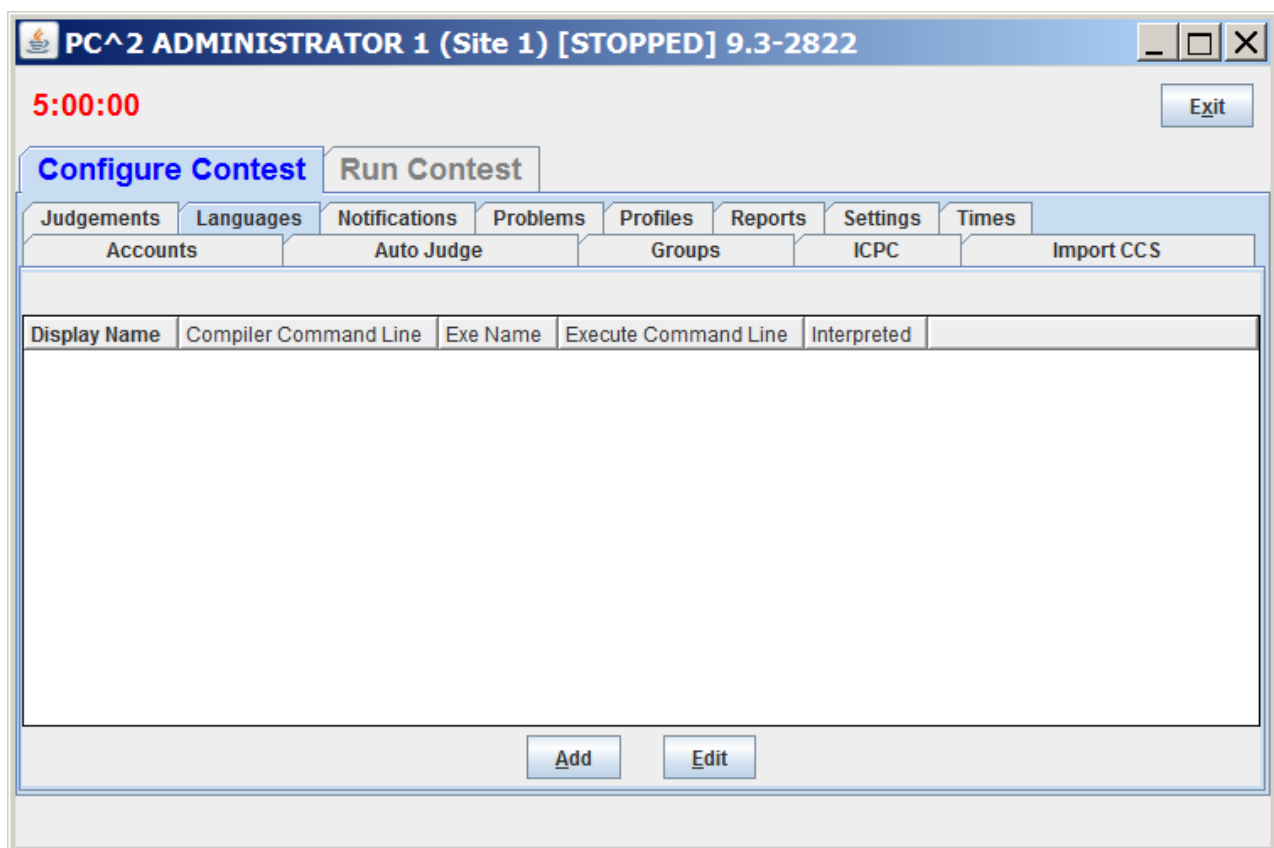 PC^2 ADMINISTRATOR 1 (Site 1) [STOPPED] 9.3-2822
5:00:00 Exit
Configure Contest Run Contest
Judgements Languages Notifications Problems Profiles Reports Settings Times
Accounts Auto Judge Groups ICPC Import CCS
Display Name Compiler Command Line Exe Name Execute Command Line Interpreted
Add Edit